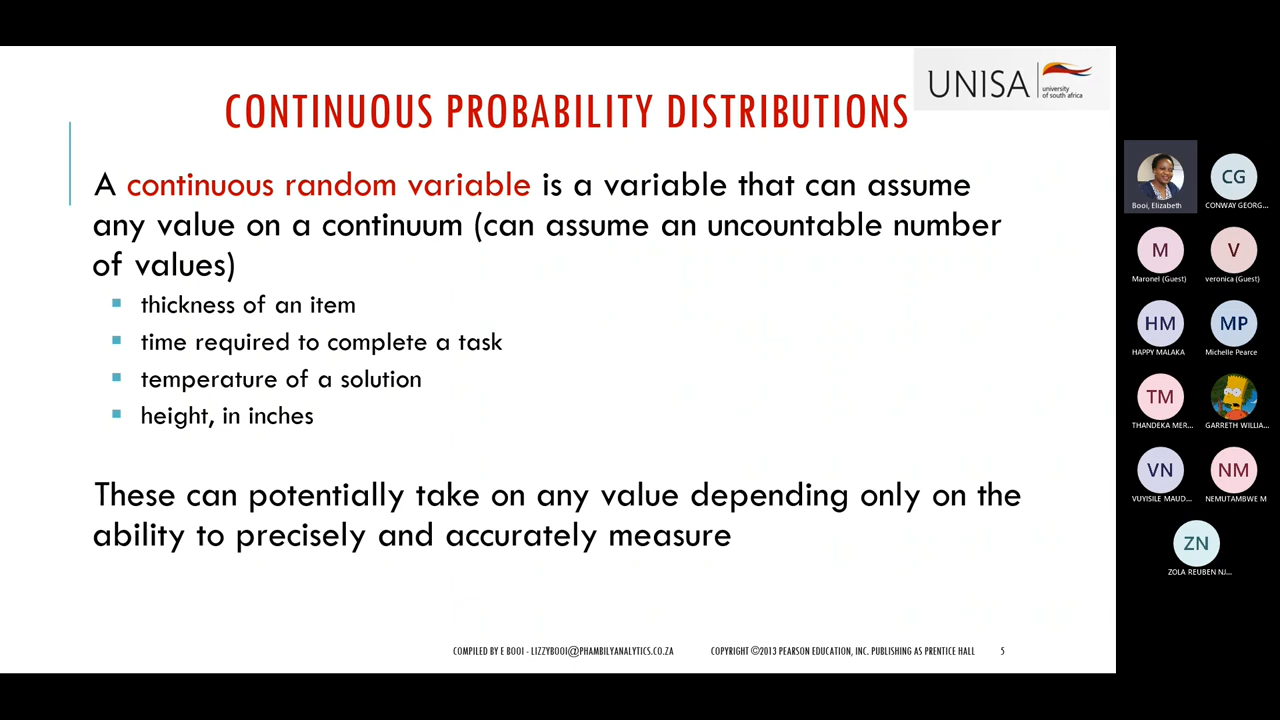 UNISA
university
of south africa
CONTINUOUS PROBABILITY DISTRIBUTIONS
A continuous random variable is a variable that can assume
any value on a continuum (can assume an uncountable number
of values)
thickness of an item
time required to complete a task
temperature of a solution
height, in inches
These can potentially take on any value depending only on the
ability to precisely and accurately measure
COMPILED BY E BOOI - LIZZYBOOI@PHAMBILYANALYTICS.CO.ZA COPYRIGHT ©2013 PEARSON EDUCATION, INC. PUBLISHING AS PRENTICE HALL 5
Booi, Elizabeth
CG
CONWAY GEORG...
M
Maronel (Guest)
V
veronica (Guest)
HM
HAPPY MALAKA
MP
Michelle Pearce
TM
THANDEKA MER...
GARRETH WILLIA...
VN
VUYISILE MAUD...
NM
NEMUTAMBWE M
ZN
ZOLA REUBEN NJ...